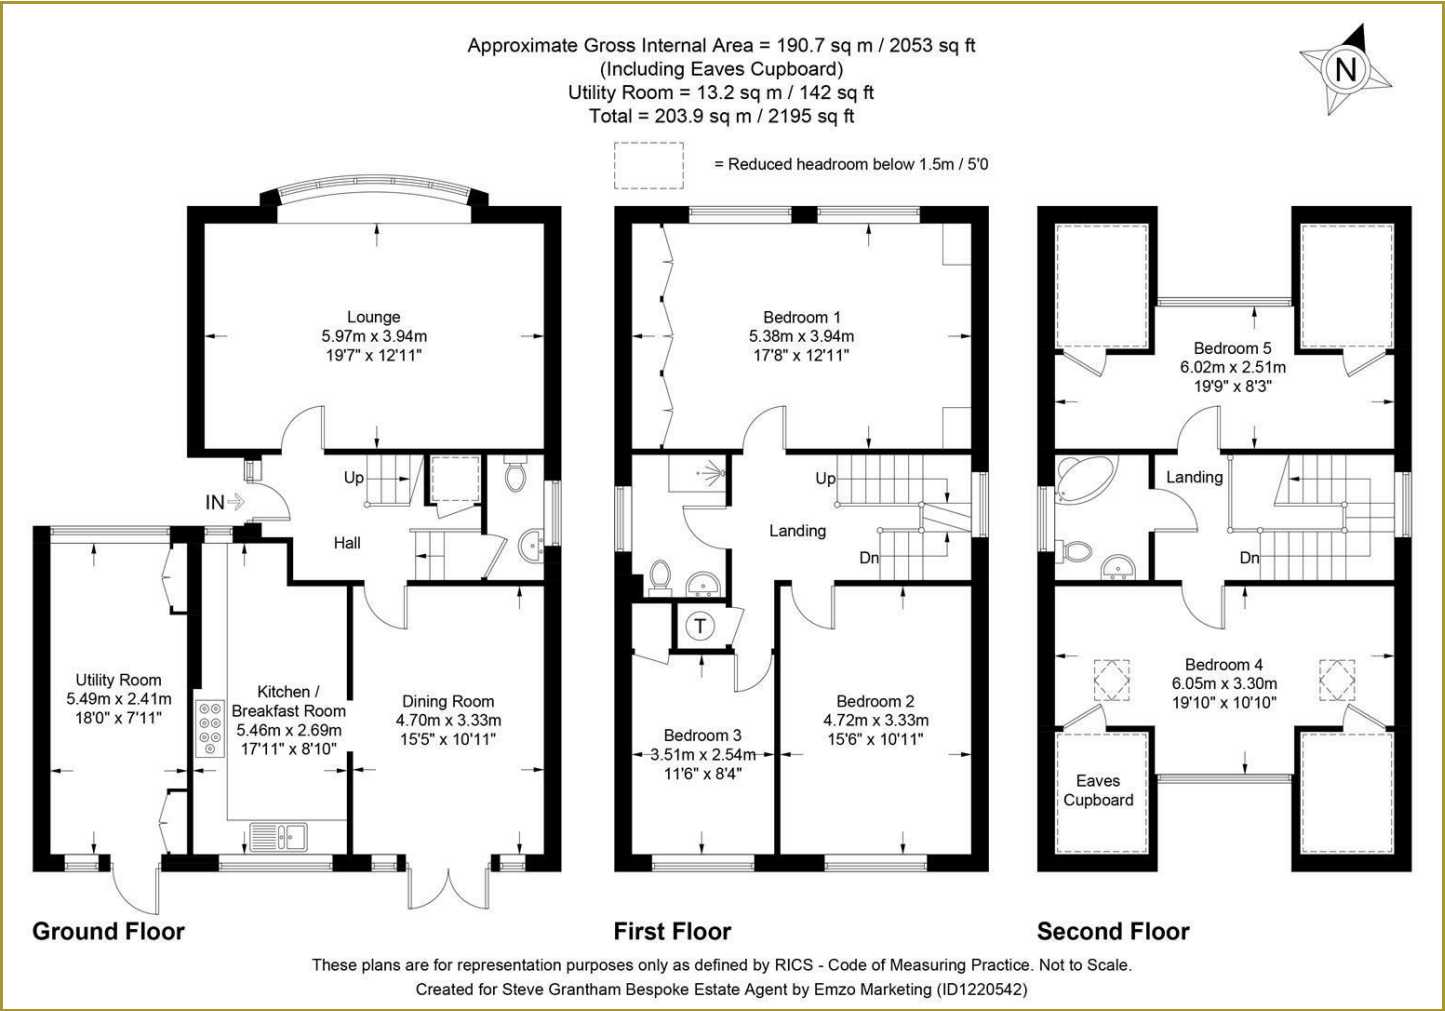 Approximate Gross Internal Area = 190.7 sq m / 2053 sq ft
(Including Eaves Cupboard)
Utility Room = 13.2 sq m / 142 sq ft
Total = 203.9 sq m / 2195 sq ft
N
= Reduced headroom below 1.5m / 5'0
Lounge
5.97m x 3.94m
19'7" x 12'11"
Up
IN
Hall
Utility Room
5.49m x 2.41m
18'0" x 7'11"
Kitchen /
Breakfast Room
5.46m x 2.69m
17'11" x 8'10"
Dining Room
4.70m x 3.33m
15'5" x 10'11"
Ground Floor
Bedroom 1
5.38m x 3.94m
17'8" x 12'11"
Up
Landing
Dn
T
Bedroom 3
3.51m x 2.54m
11'6" x 8'4"
Bedroom 2
4.72m x 3.33m
15'6" x 10'11"
First Floor
Bedroom 5
6.02m x 2.51m
19'9" x 8'3"
Landing
Dn
Bedroom 4
6.05m x 3.30m
19'10" x 10'10"
Eaves
Cupboard
Second Floor
These plans are for representation purposes only as defined by RICS - Code of Measuring Practice. Not to Scale.
Created for Steve Grantham Bespoke Estate Agent by Emzo Marketing (ID1220542)